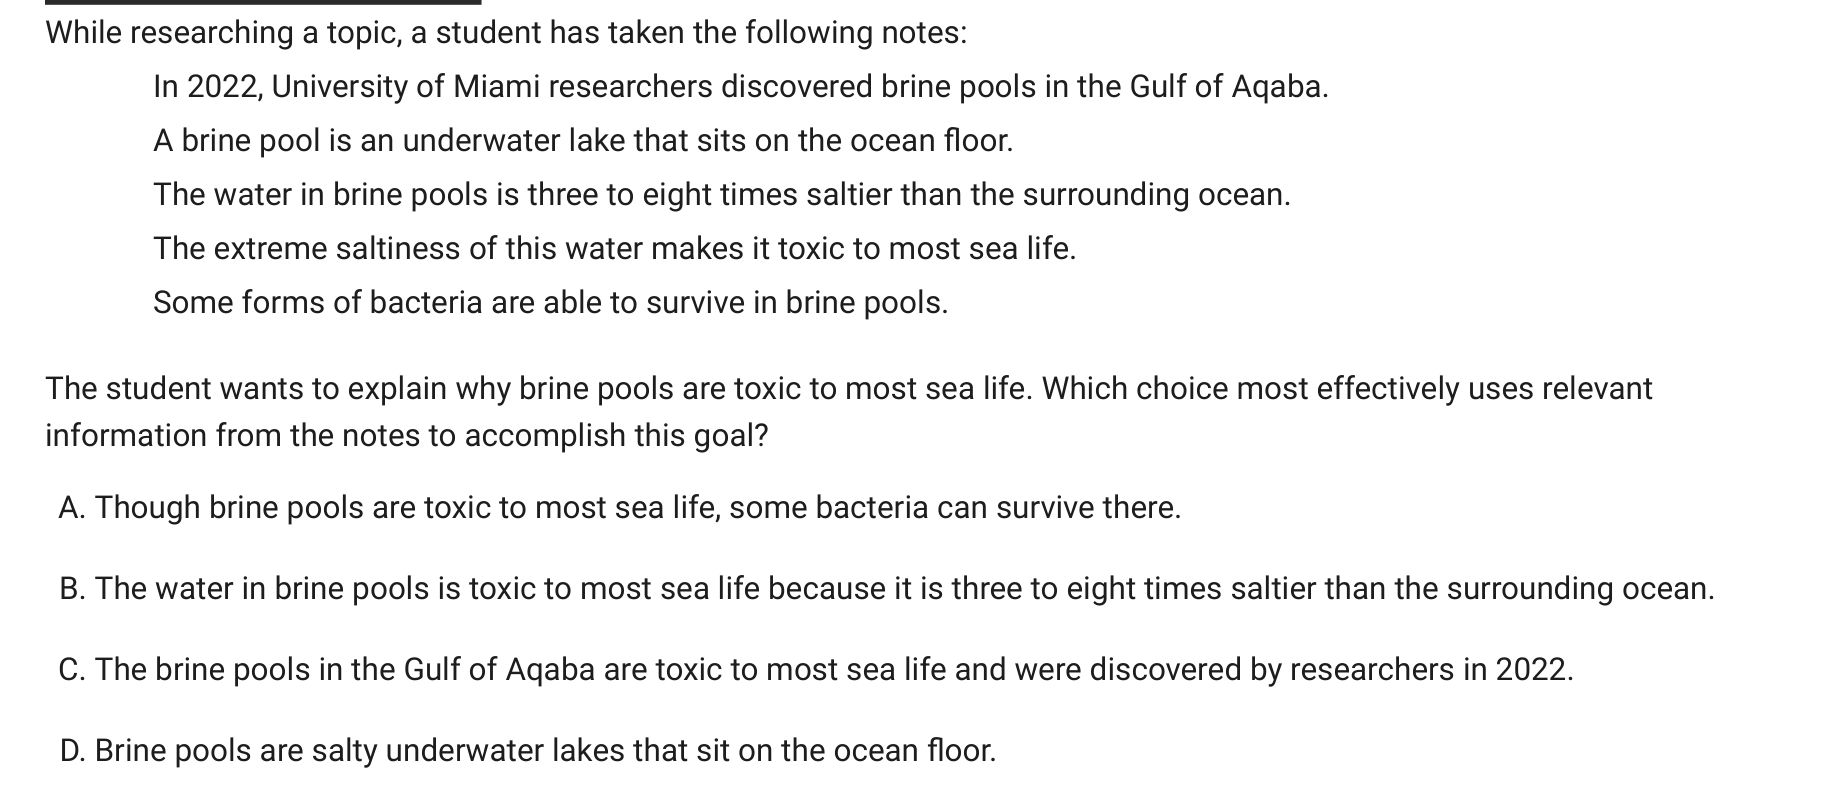 While researching a topic, a student has taken the following notes:
In 2022, University of Miami researchers discovered brine pools in the Gulf of Aqaba.
A brine pool is an underwater lake that sits on the ocean floor.
The water in brine pools is three to eight times saltier than the surrounding ocean.
The extreme saltiness of this water makes it toxic to most sea life.
Some forms of bacteria are able to survive in brine pools.
The student wants to explain why brine pools are toxic to most sea life. Which choice most effectively uses relevant
information from the notes to accomplish this goal?
A. Though brine pools are toxic to most sea life, some bacteria can survive there.
B. The water in brine pools is toxic to most sea life because it is three to eight times saltier than the surrounding ocean.
C. The brine pools in the Gulf of Aqaba are toxic to most sea life and were discovered by researchers in 2022.
D. Brine pools are salty underwater lakes that sit on the ocean floor.